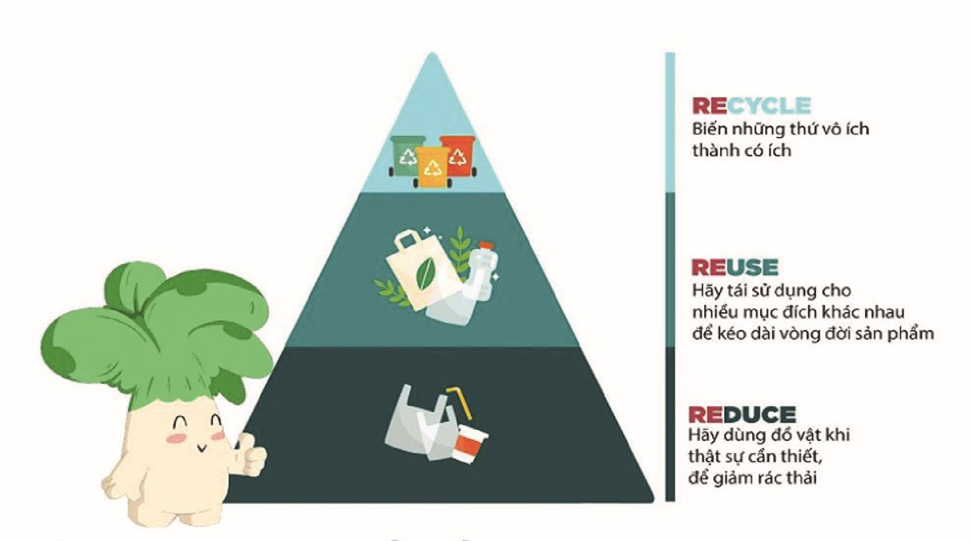 RECYCLE
Biến những thứ vô ích
thành có ích
REUSE
Hãy tái sử dụng cho
nhiều mục đích khác nhau
để kéo dài vòng đời sản phẩm
REDUCE
Hãy dùng đồ vật khi
thật sự cần thiết,
để giảm rác thải